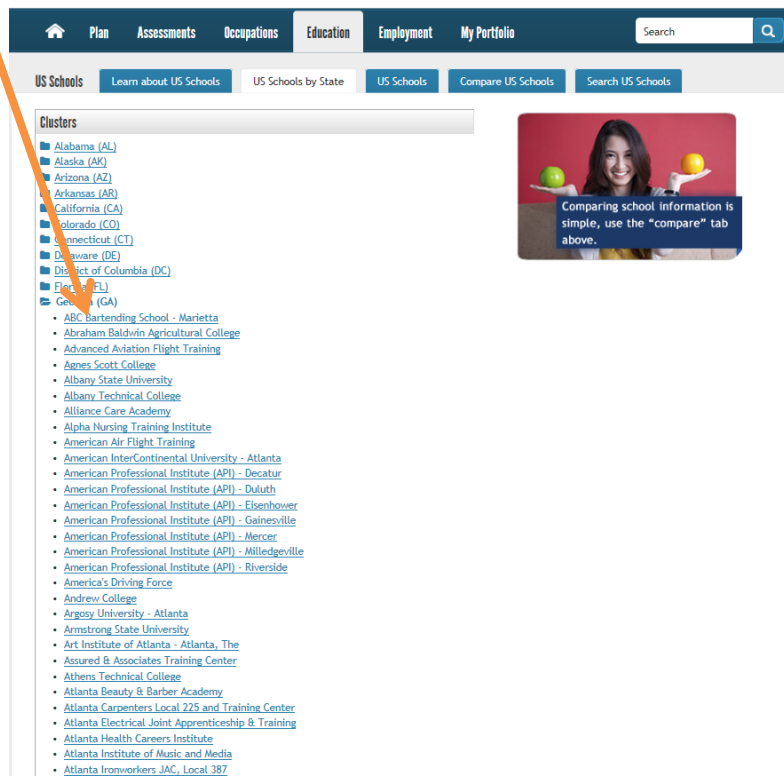 Plan Assessments Occupations Education Employment My Portfolio Search
US Schools Learn about US Schools US Schools by State US Schools Compare US Schools Search US Schools
Clusters
Alabama (AL)
Alaska (AK)
Arizona (AZ)
Arkansas (AR)
California (CA)
Colorado (CO)
Connecticut (CT)
Delaware (DE)
District of Columbia (DC)
Florida (FL)
Georgia (GA)
ABC Bartending School - Marietta
Abraham Baldwin Agricultural College
Advanced Aviation Flight Training
Agnes Scott College
Albany State University
Albany Technical College
Alliance Care Academy
Alpha Nursing Training Institute
American Air Flight Training
American InterContinental University - Atlanta
American Professional Institute (API) - Decatur
American Professional Institute (API) - Duluth
American Professional Institute (API) - Eisenhower
American Professional Institute (API) - Gainesville
American Professional Institute (API) - Mercer
American Professional Institute (API) - Milledgeville
American Professional Institute (API) - Riverside
America's Driving Force
Andrew College
Argosy University - Atlanta
Armstrong State University
Art Institute of Atlanta - Atlanta, The
Assured & Associates Training Center
Athens Technical College
Atlanta Beauty & Barber Academy
Atlanta Carpenters Local 225 and Training Center
Atlanta Electrical Joint Apprenticeship & Training
Atlanta Health Careers Institute
Atlanta Institute of Music and Media
Atlanta Ironworkers JAC, Local 387
Comparing school information is
simple, use the “compare” tab
above.